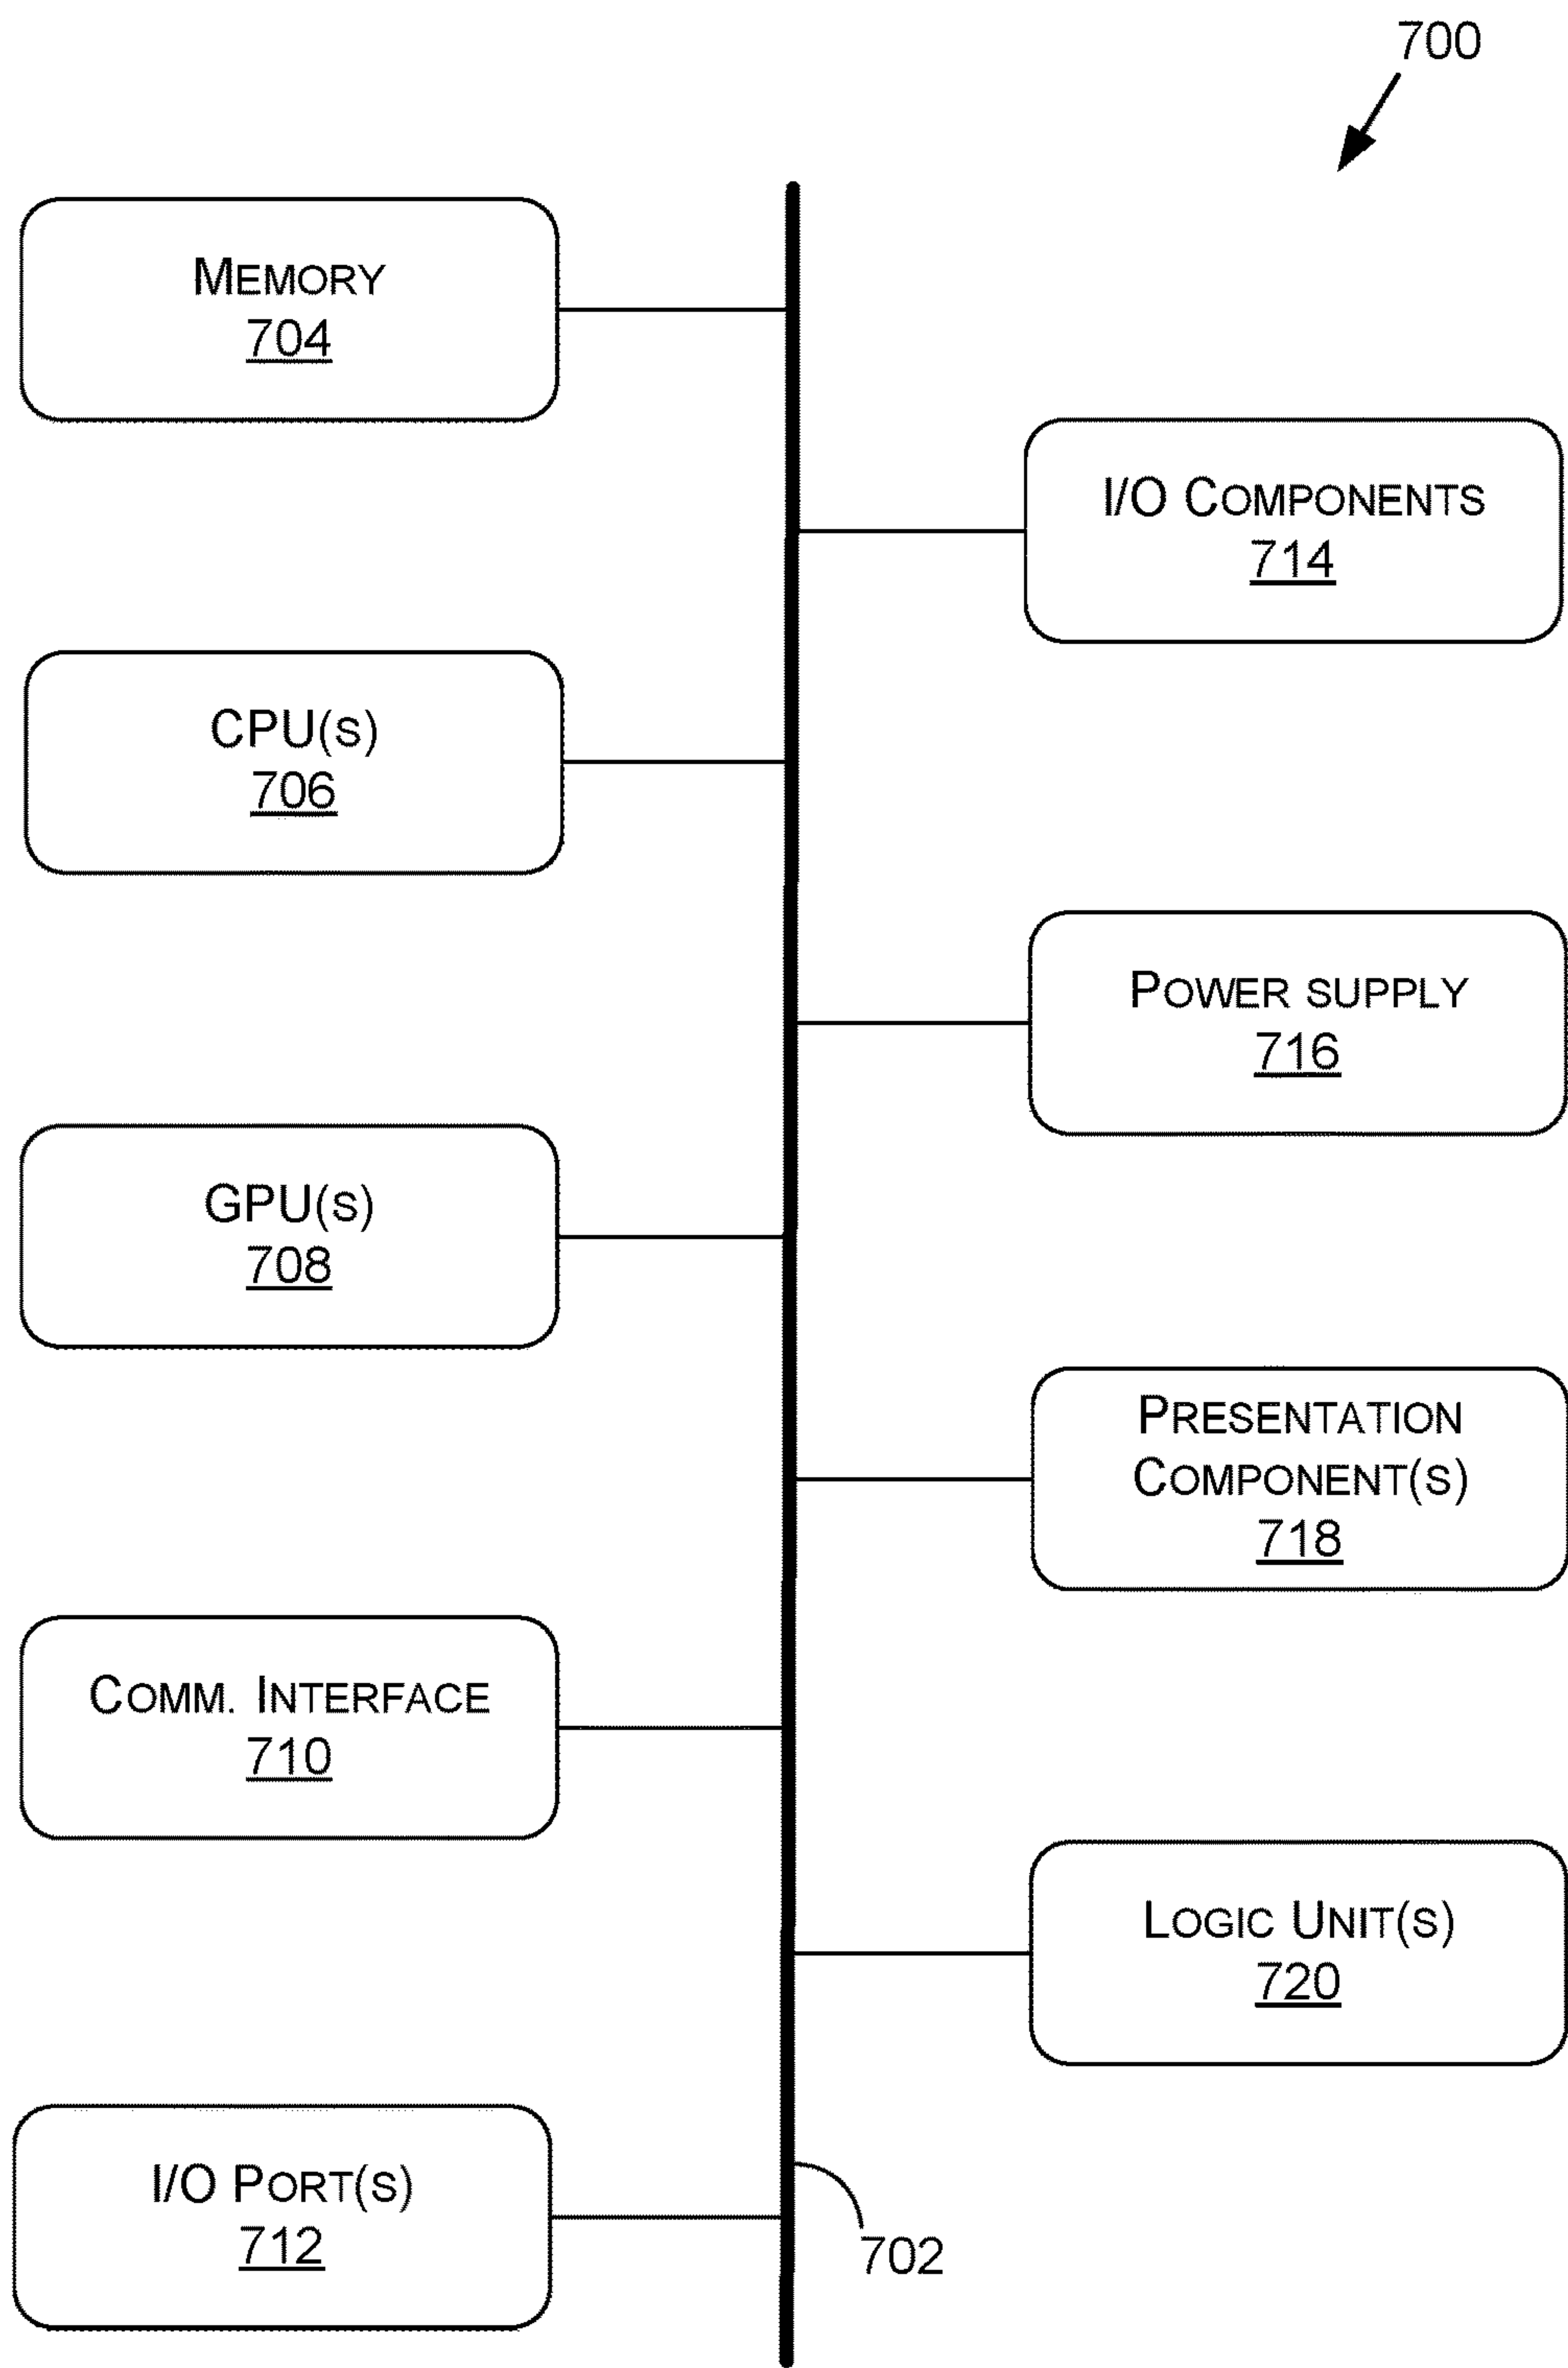 700
MEMORY
704
I/O COMPONENTS
714
CPU(S)
706
POWER SUPPLY
716
GPU(S)
708
PRESENTATION
COMPONENT(S)
718
COMM. INTERFACE
710
LOGIC UNIT(S)
720
I/O PORT(S)
712
702